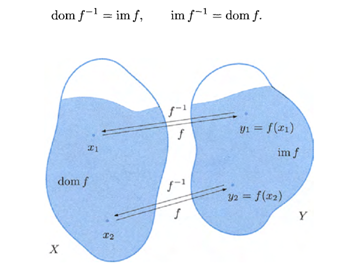 dom f⁻¹ = im f,    im f⁻¹ = dom f.
f⁻¹
f
x₁
y₁ = f(x₁)
im f
dom f
f⁻¹
f
y₂ = f(x₂)
x₂
Y
X